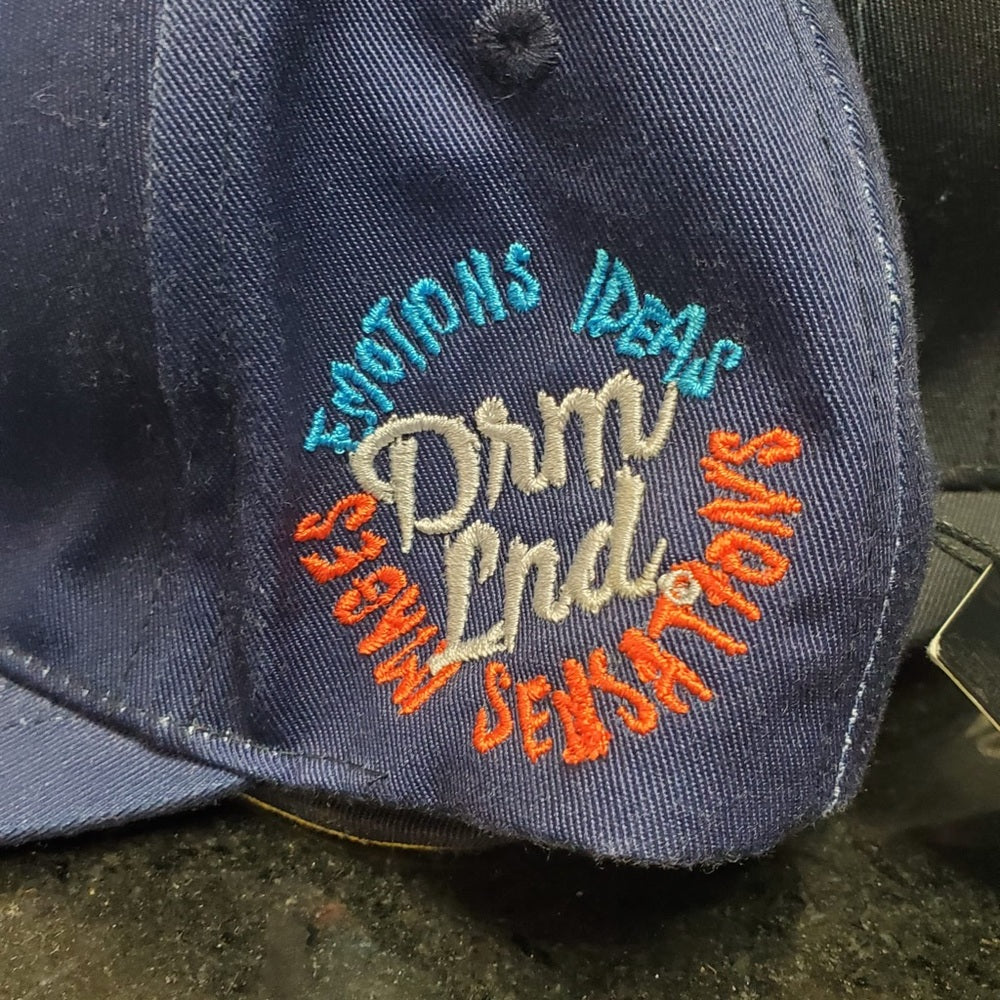 EMOTIONS IDEAS
Drm
Lnd.
IMAGES SENSATIONS